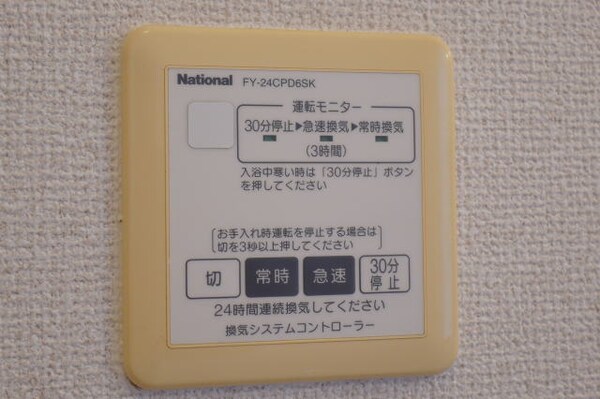 National FY-24CPD6SK
運転モニター
30分停止▶急速換気▶常時換気
(3時間)
入浴中寒い時は「30分停止」ボタン
を押してください
お手入れ時運転を停止する場合は
切を3秒以上押してください
切 常時 急速 30分
停止
24時間連続換気してください
換気システムコントローラー